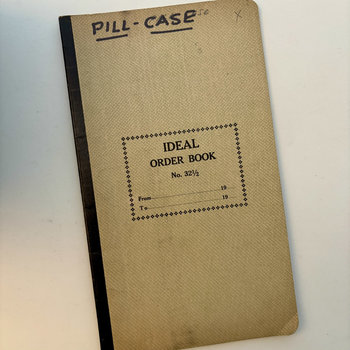 PILL-CASE
X
IDEAL
ORDER BOOK
No. 32½
From 19
To 19